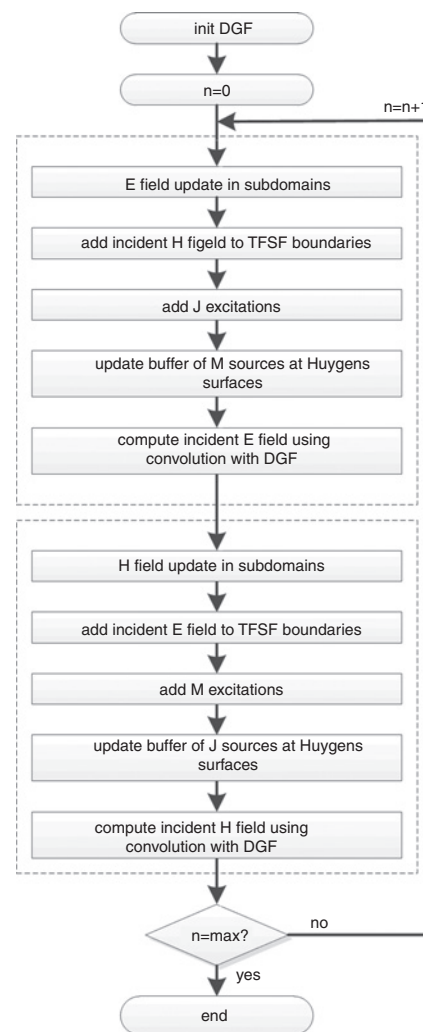 init DGF
n=0
n=n+1
E field update in subdomains
add incident H figeld to TFSF boundaries
add J excitations
update buffer of M sources at Huygens
surfaces
compute incident E field using
convolution with DGF
H field update in subdomains
add incident E field to TFSF boundaries
add M excitations
update buffer of J sources at Huygens
surfaces
compute incident H field using
convolution with DGF
n=max?
no
yes
end